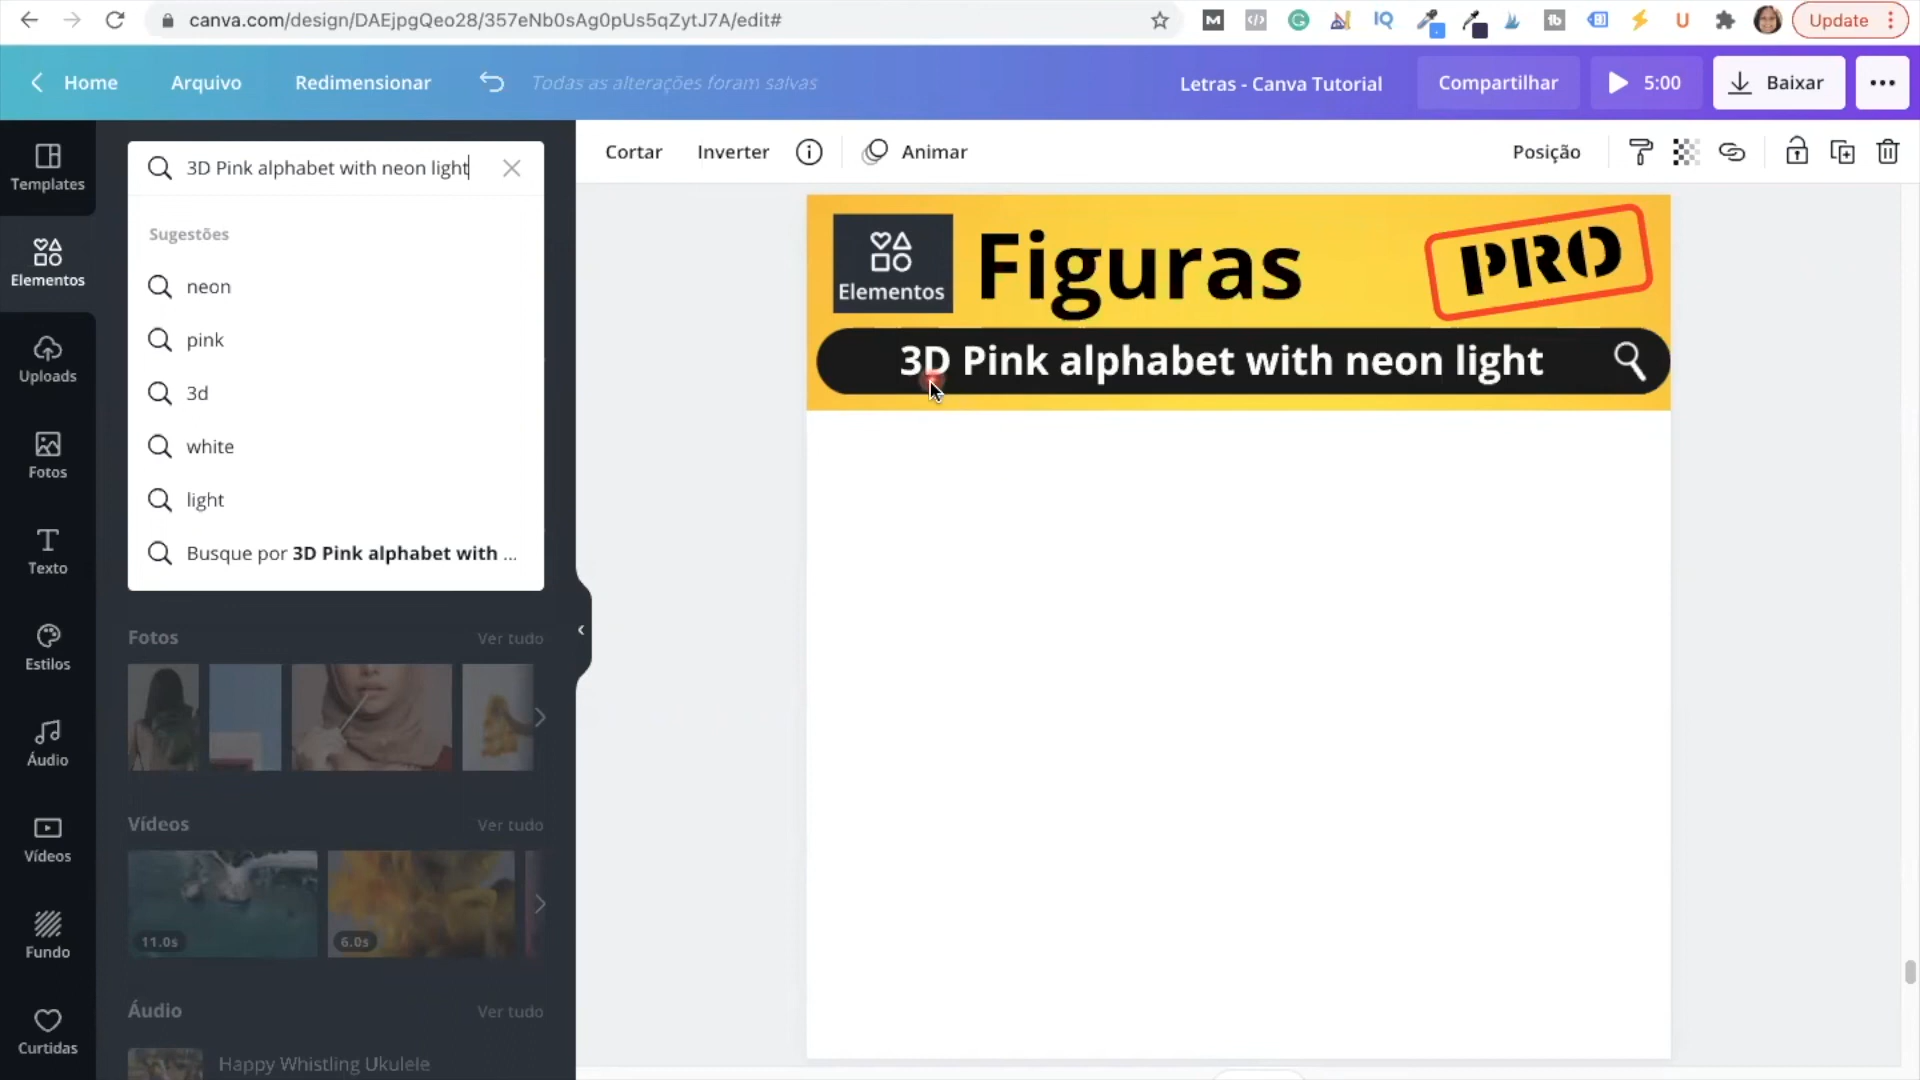 canva.com/design/DAEjpgQeo28/357eNb0sAg0pUs5qZytJ7A/edit#
Update
Home
Arquivo
Redimensionar
Todas as alterações foram salvas
Letras - Canva Tutorial
Compartilhar
5:00
Baixar
Templates
Elementos
Uploads
Fotos
Texto
Estilos
Áudio
Vídeos
Fundo
Curtidas
3D Pink alphabet with neon light
Sugestões
neon
pink
3d
white
light
Busque por 3D Pink alphabet with ...
Fotos
Ver tudo
Vídeos
Ver tudo
11.0s
6.0s
Áudio
Ver tudo
Happy Whistling Ukulele
Cortar
Inverter
Animar
Posição
Elementos
Figuras
PRO
3D Pink alphabet with neon light